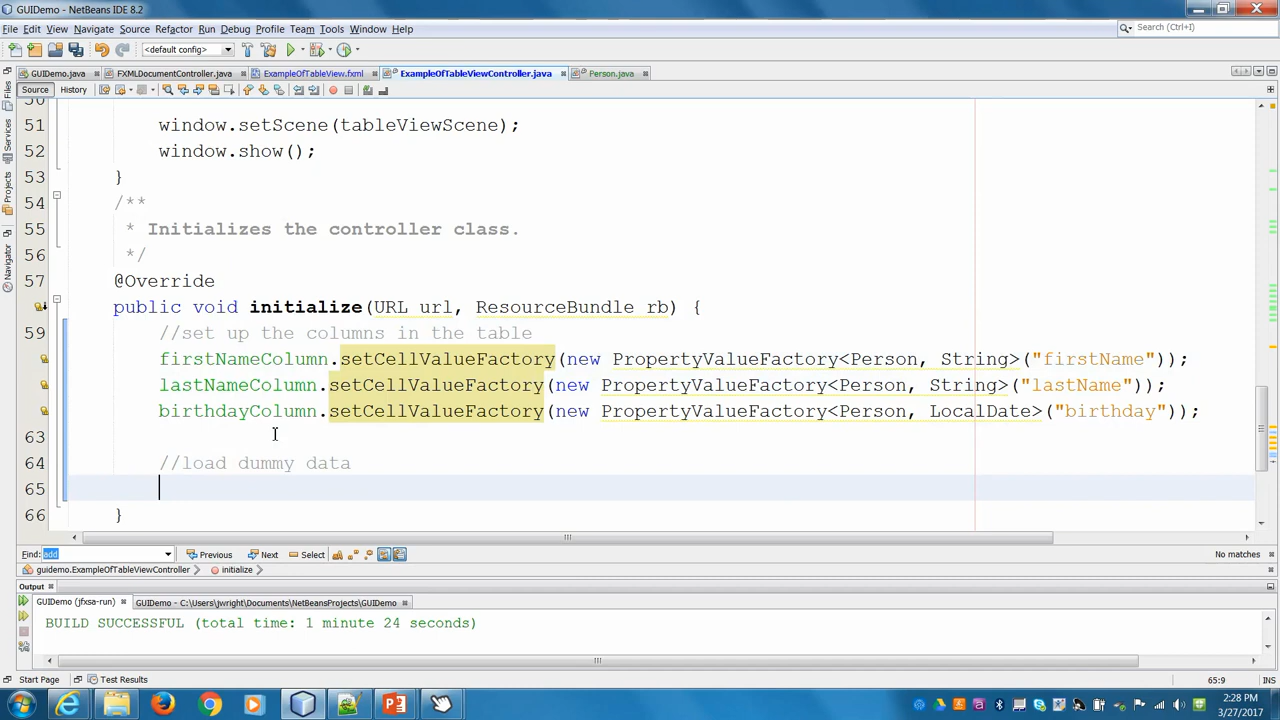 GUIDemo - NetBeans IDE 8.2
File Edit View Navigate Source Refactor Run Debug Profile Team Tools Window Help
Search (Ctrl+I)
<default config>
GUIDemo.java FXMLDocumentController.java ExampleOfTableView.fxml ExampleOfTableViewController.java Person.java
Source History
Files
Services
Projects
Navigator
51 window.setScene(tableViewScene);
52 window.show();
53 }
54 /**
55 * Initializes the controller class.
56 */
57 @Override
public void initialize(URL url, ResourceBundle rb) {
59 //set up the columns in the table
firstNameColumn.setCellValueFactory(new PropertyValueFactory<Person, String>("firstName"));
lastNameColumn.setCellValueFactory(new PropertyValueFactory<Person, String>("lastName"));
birthdayColumn.setCellValueFactory(new PropertyValueFactory<Person, LocalDate>("birthday"));
63
64 //load dummy data
65
66 }
Find: add Previous Next Select No matches
guidemo.ExampleOfTableViewController initialize
Output
GUIDemo (jfxsa-run) GUIDemo - C:\Users\jwright\Documents\NetBeansProjects\GUIDemo
BUILD SUCCESSFUL (total time: 1 minute 24 seconds)
Start Page Test Results 65:9 INS
2:28 PM
3/27/2017